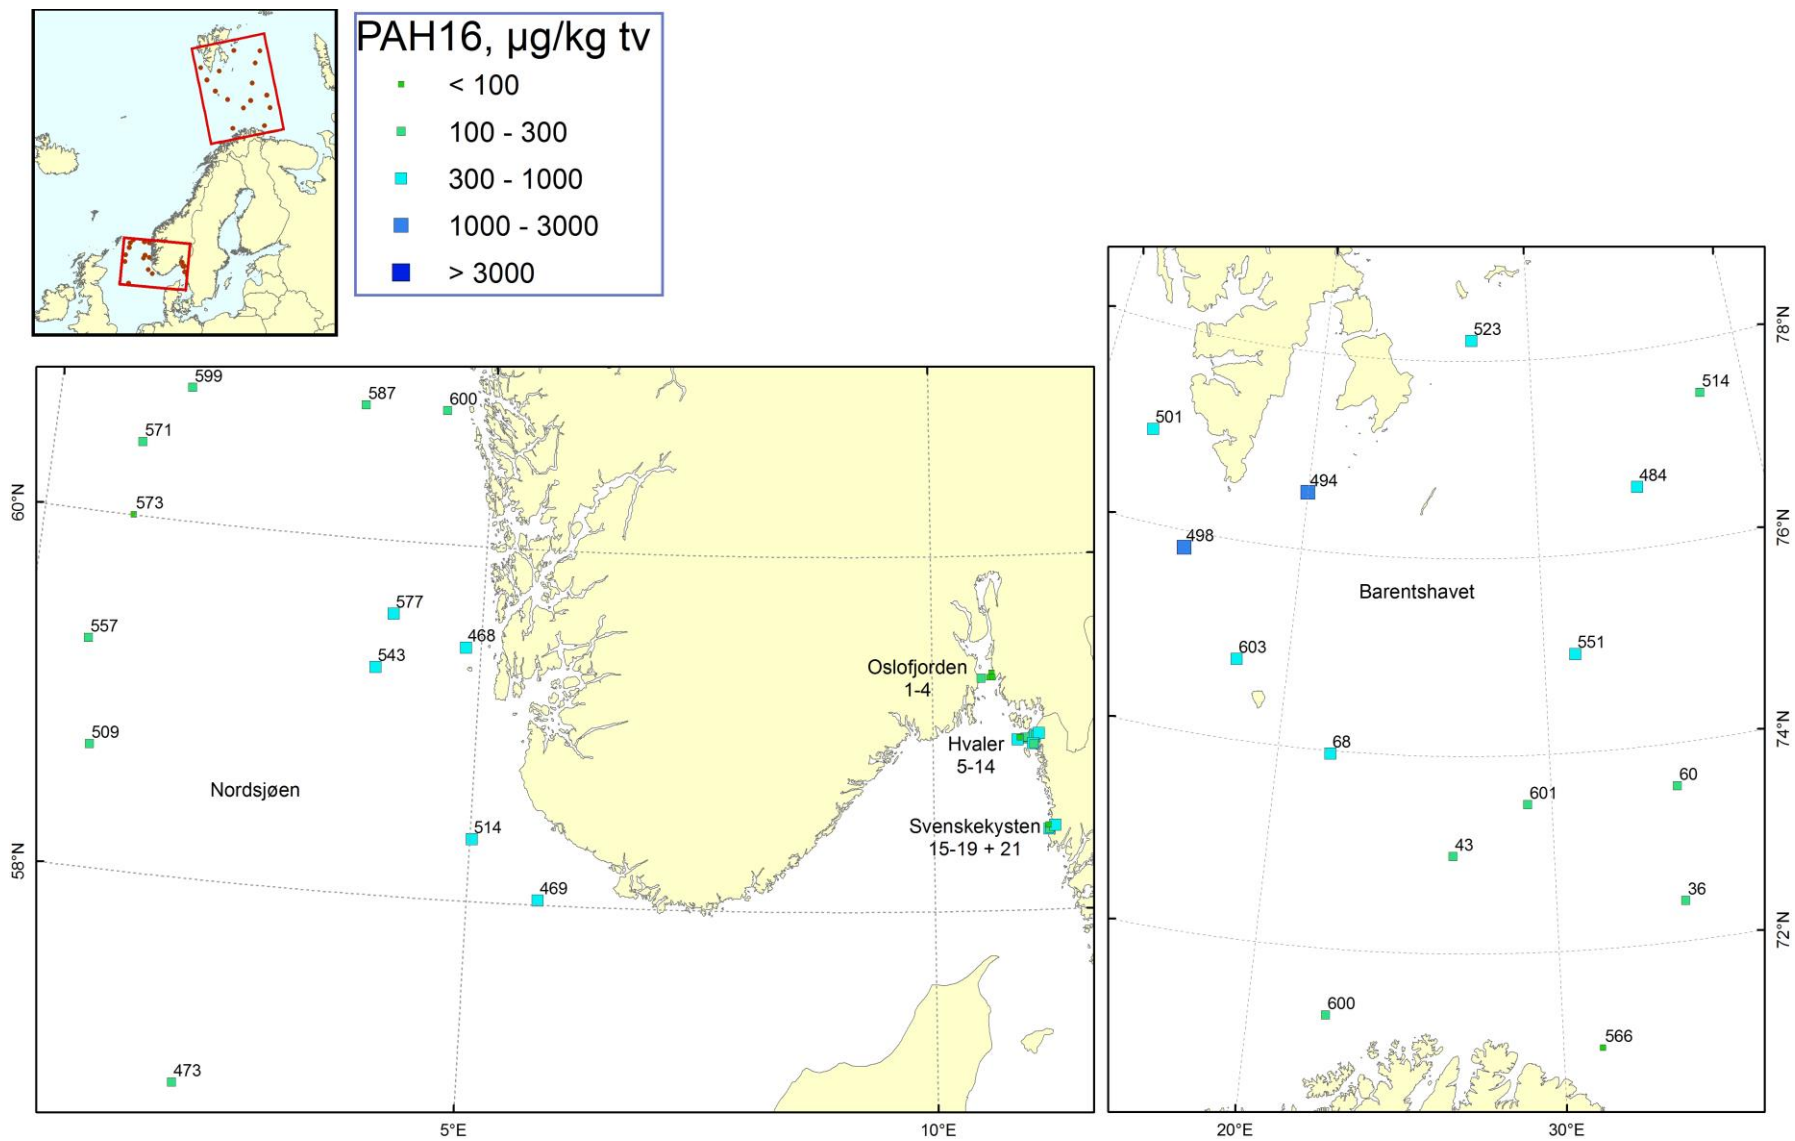 PAH16, µg/kg tv
< 100
100 - 300
300 - 1000
1000 - 3000
> 3000
599
587
600
571
573
60°N
577
557
468
543
Oslofjorden
1-4
509
Hvaler
5-14
Nordsjøen
514
Svenskekysten
15-19 + 21
58°N
469
473
5°E
10°E
523
78°N
514
501
494
484
76°N
498
Barentshavet
603
551
74°N
68
60
601
43
36
72°N
600
566
20°E
30°E